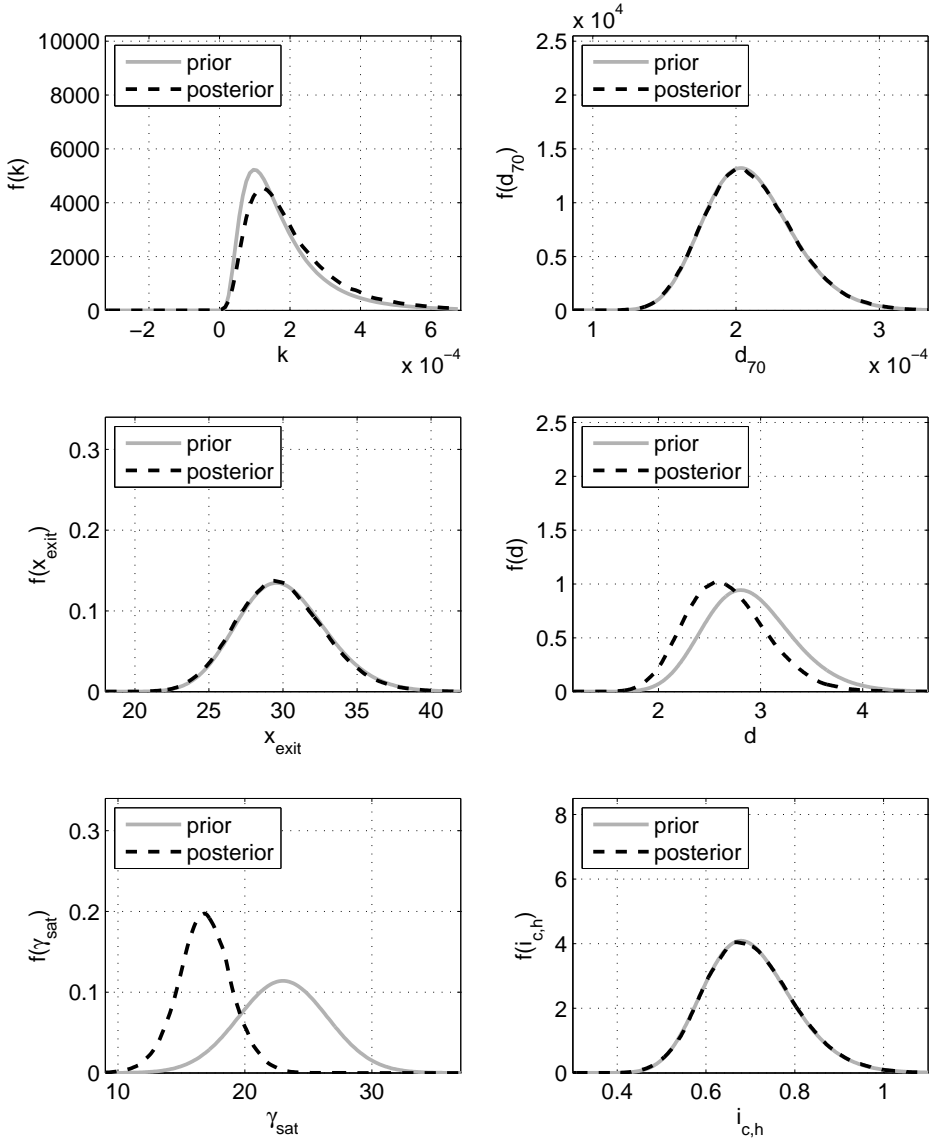 x 10^4
10000
8000
6000
4000
2000
0
f(k)
prior
posterior
−2 0 2 4 6
k
x 10^−4
2.5
2
1.5
1
0.5
0
f(d_70)
prior
posterior
1 2 3
d_70
x 10^−4
0.3
0.2
0.1
0
f(x_exit)
prior
posterior
20 25 30 35 40
x_exit
2.5
2
1.5
1
0.5
0
f(d)
prior
posterior
2 3 4
d
0.3
0.2
0.1
0
f(γ_sat)
prior
posterior
10 20 30
γ_sat
8
6
4
2
0
f(i_c,h)
prior
posterior
0.4 0.6 0.8 1
i_c,h